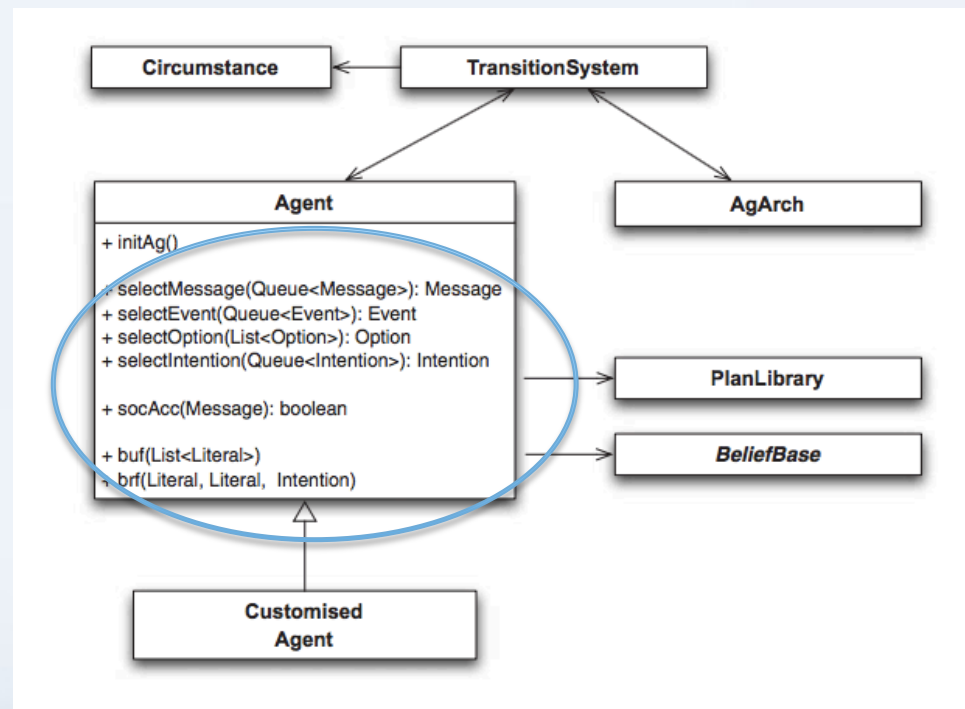 Circumstance
TransitionSystem
Agent
AgArch
+ initAg()
+ selectMessage(Queue<Message>): Message
+ selectEvent(Queue<Event>): Event
+ selectOption(List<Option>): Option
+ selectIntention(Queue<Intention>): Intention
+ socAcc(Message): boolean
+ buf(List<Literal>)
+ brf(Literal, Literal, Intention)
PlanLibrary
BeliefBase
Customised
Agent